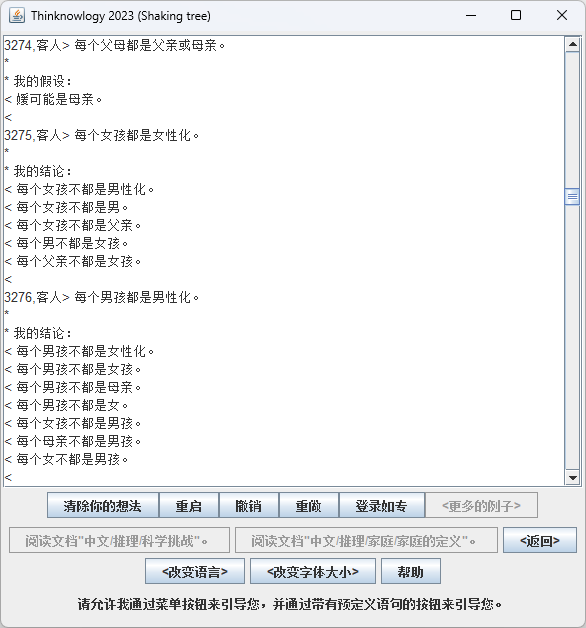 Thinknowlogy 2023 (Shaking tree)
3274,客人> 每个父母都是父亲或母亲。
*
* 我的假设：
< 媛可能是母亲。
<
3275,客人> 每个女孩都是女性化。
*
* 我的结论：
< 每个女孩不都是男性化。
< 每个女孩不都是男。
< 每个女孩不都是父亲。
< 每个男不都是女孩。
< 每个父亲不都是女孩。
<
3276,客人> 每个男孩都是男性化。
*
* 我的结论：
< 每个男孩不都是女性化。
< 每个男孩不都是女孩。
< 每个男孩不都是母亲。
< 每个男孩不都是女。
< 每个女孩不都是男孩。
< 每个母亲不都是男孩。
< 每个女不都是男孩。
<
清除你的想法 重启 撤销 重做 登录如专 <更多的例子>
阅读文档"中文/推理/科学挑战"。 阅读文档"中文/推理/家庭/家庭的定义"。 <返回>
<改变语言> <改变字体大小> 帮助
请允许我通过菜单按钮来引导您，并通过带有预定义语句的按钮来引导您。